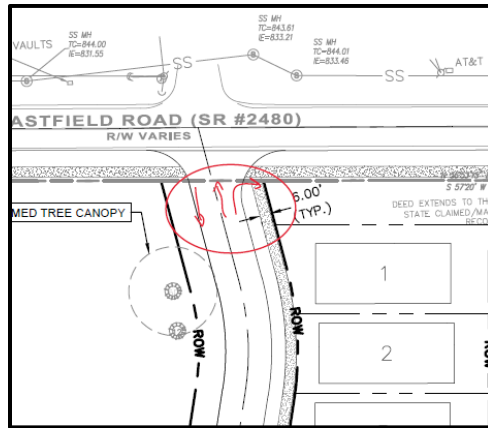 SS MH
TC=843.61
IE=833.21
SS MH
TC=844.00
IE=831.55
SS MH
TC=844.01
IE=833.46
VAULTS
SS
SS
AT&T
ASTFIELD ROAD (SR #2480)
R/W VARIES
S 57'20" W
6.00'
(TYP.)
DEED EXTENDS TO TH
STATE CLAIMED/MA
RECO
MED TREE CANOPY
1
ROW
ROW
2
ROW